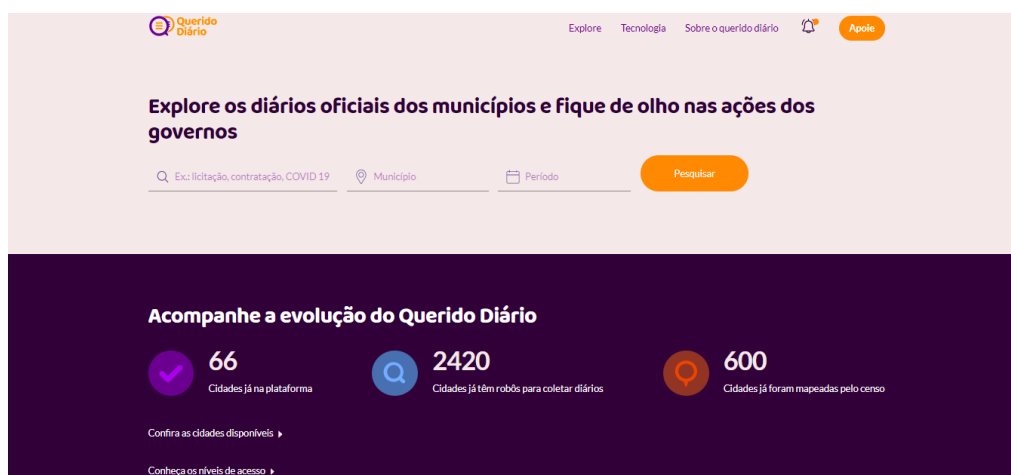 Querido
Diário
Explore Tecnologia Sobre o querido diário Apoie
Explore os diários oficiais dos municípios e fique de olho nas ações dos
governos
Ex.: licitação, contratação, COVID 19 Município Período Pesquisar
Acompanhe a evolução do Querido Diário
66 2420 600
Cidades já na plataforma Cidades já têm robôs para coletar diários Cidades já foram mapeadas pelo censo
Confira as cidades disponíveis
Conheça os níveis de acesso